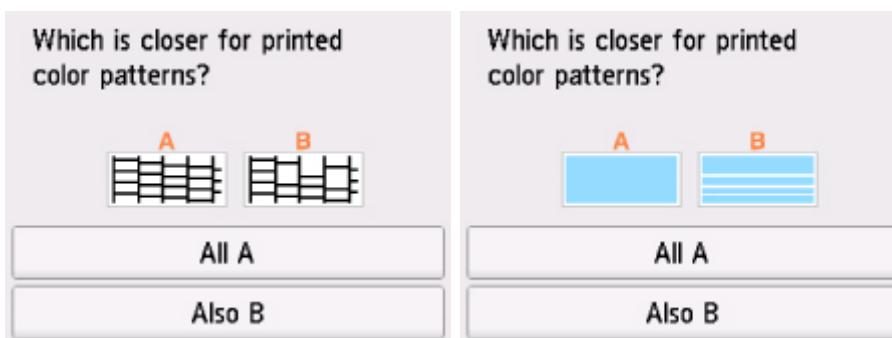 Which is closer for printed
color patterns?
A B
All A
Also B
Which is closer for printed
color patterns?
A B
All A
Also B